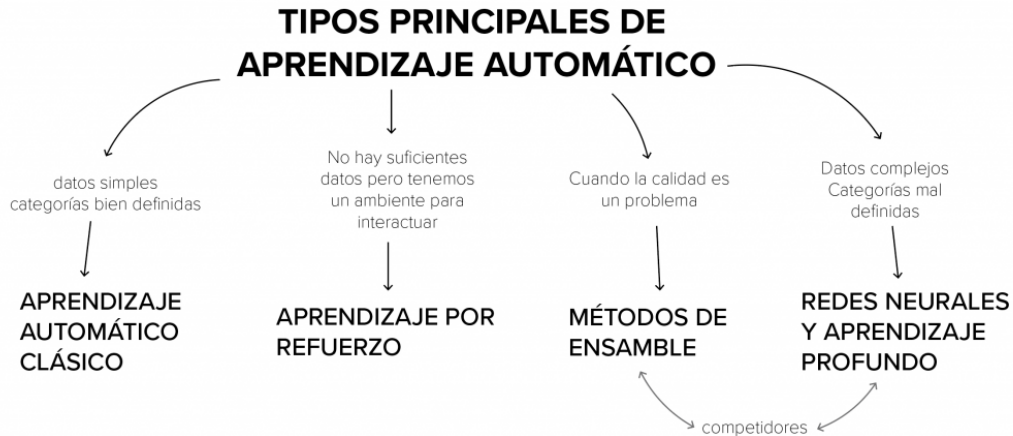 TIPOS PRINCIPALES DE
APRENDIZAJE AUTOMÁTICO
datos simples
categorías bien definidas
No hay suficientes
datos pero tenemos
un ambiente para
interactuar
Cuando la calidad es
un problema
Datos complejos
Categorías mal
definidas
APRENDIZAJE
AUTOMÁTICO
CLÁSICO
APRENDIZAJE POR
REFUERZO
MÉTODOS DE
ENSAMBLE
REDES NEURALES
Y APRENDIZAJE
PROFUNDO
competidores